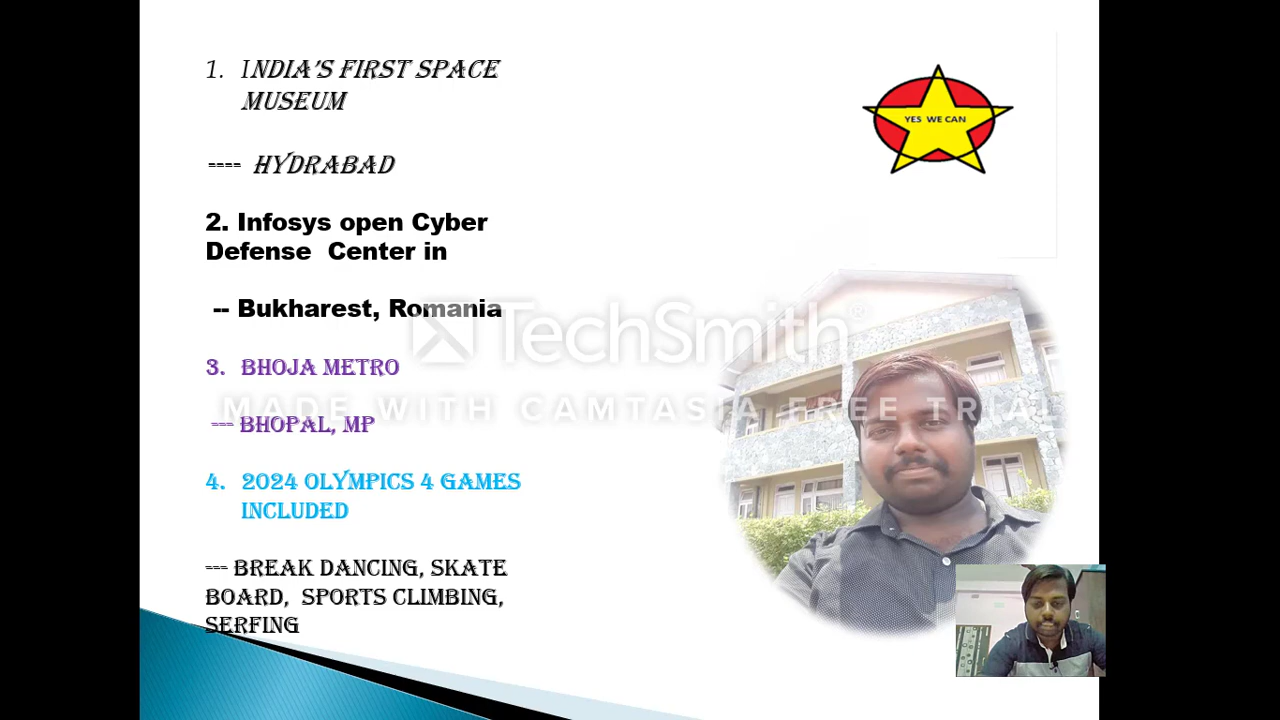 1. INDIA'S FIRST SPACE
MUSEUM
---- HYDRABAD
2. Infosys open Cyber
Defense Center in
-- Bukharest, Romania
3. BHOJA METRO
--- BHOPAL, MP
4. 2024 OLYMPICS 4 GAMES
INCLUDED
--- BREAK DANCING, SKATE
BOARD, SPORTS CLIMBING,
SERFING
YES WE CAN
TechSmith®
MADE WITH CAMTASIA FREE TRIAL